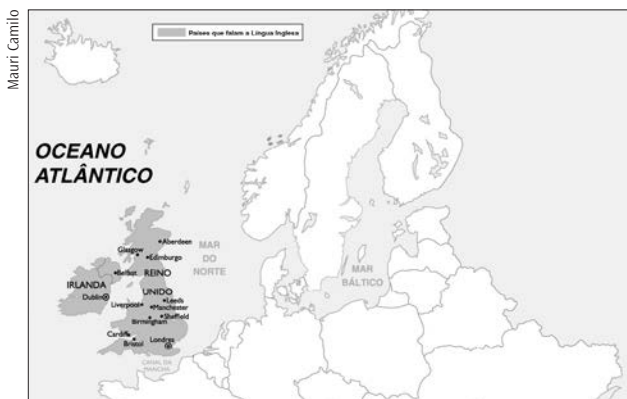 Mauri Camilo
Países que falam a Língua Inglesa
OCEANO
ATLÂNTICO
MAR
DO
NORTE
MAR
BÁLTICO
Aberdeen
Glasgow
Edimburgo
Belfast
REINO
UNIDO
IRLANDA
Dublin
Leeds
Liverpool
Manchester
Sheffield
Birmingham
Cardiff
Bristol
Londres
CANAL DA
MANCHA